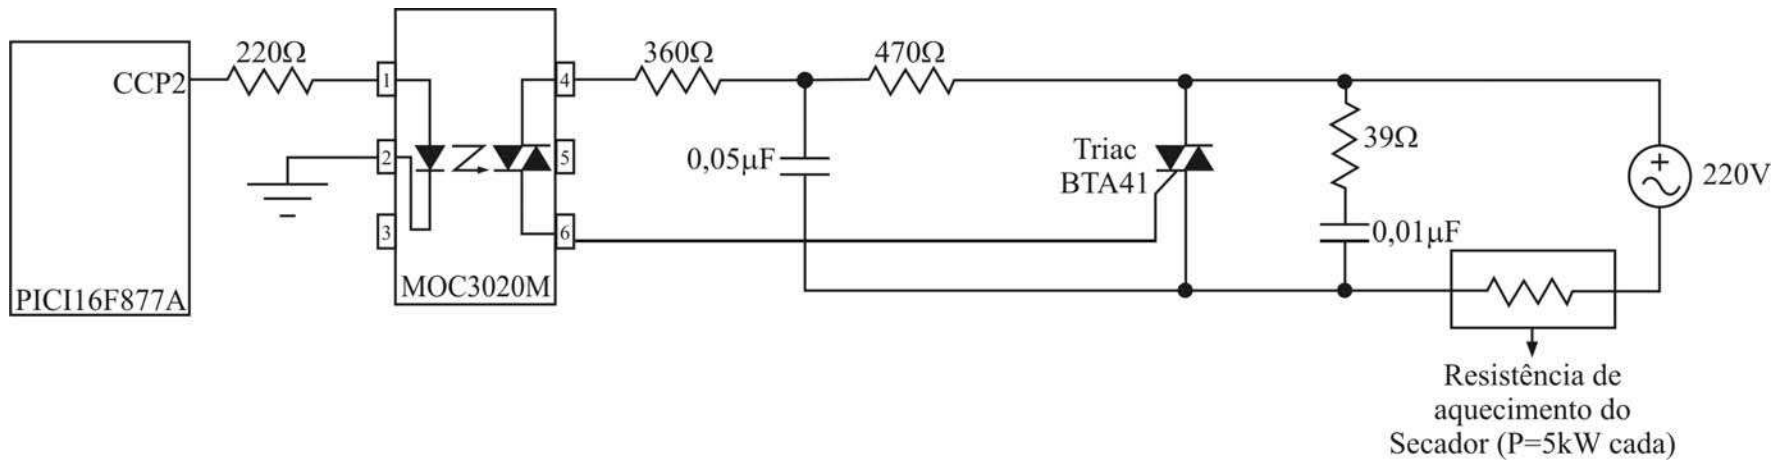 220Ω
360Ω
470Ω
CCP2
1
4
2
5
3
6
0,05µF
Triac
BTA41
39Ω
220V
0,01µF
PICI16F877A
MOC3020M
Resistência de
aquecimento do
Secador (P=5kW cada)